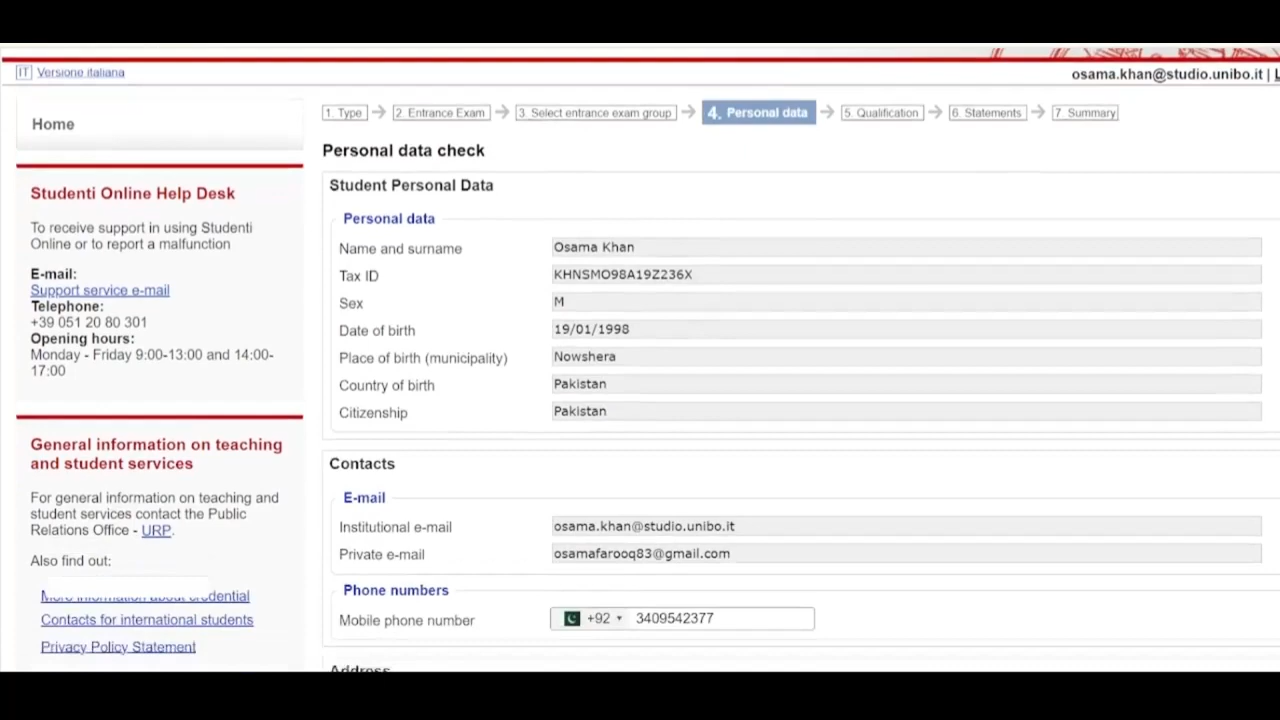 IT Versione italiana
osama.khan@studio.unibo.it |
Home
1. Type
2. Entrance Exam
3. Select entrance exam group
4. Personal data
5. Qualification
6. Statements
7 Summary
Studenti Online Help Desk
To receive support in using Studenti
Online or to report a malfunction
E-mail:
Support service e-mail
Telephone:
+39 051 20 80 301
Opening hours:
Monday - Friday 9:00-13:00 and 14:00-
17:00
General information on teaching
and student services
For general information on teaching and
student services contact the Public
Relations Office - URP.
Also find out:
More information about credential
Contacts for international students
Privacy Policy Statement
Personal data check
Student Personal Data
Personal data
Name and surname Osama Khan
Tax ID KHNSMO98A19Z236X
Sex M
Date of birth 19/01/1998
Place of birth (municipality) Nowshera
Country of birth Pakistan
Citizenship Pakistan
Contacts
E-mail
Institutional e-mail osama.khan@studio.unibo.it
Private e-mail osamafarooq83@gmail.com
Phone numbers
Mobile phone number +92 3409542377
Address